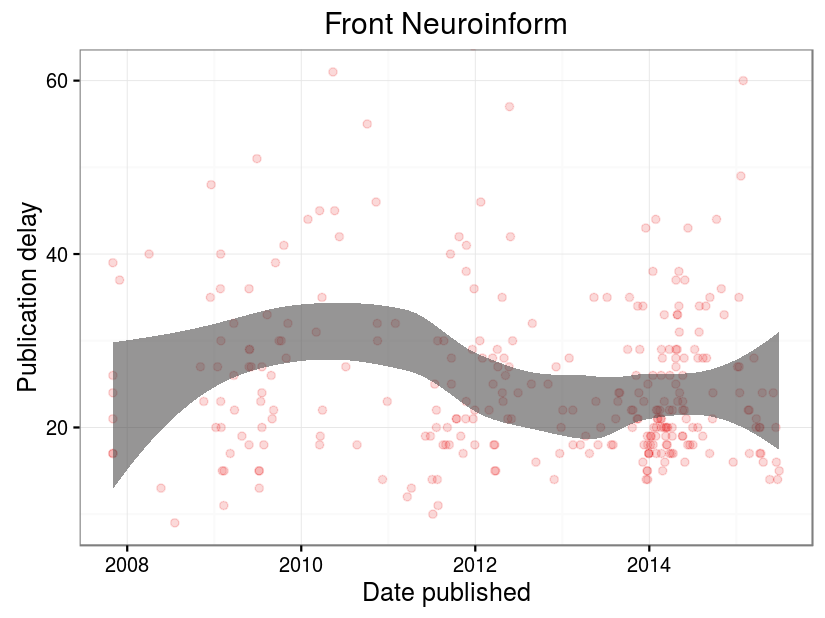 Front Neuroinform
60
40
20
Publication delay
2008 2010 2012 2014
Date published